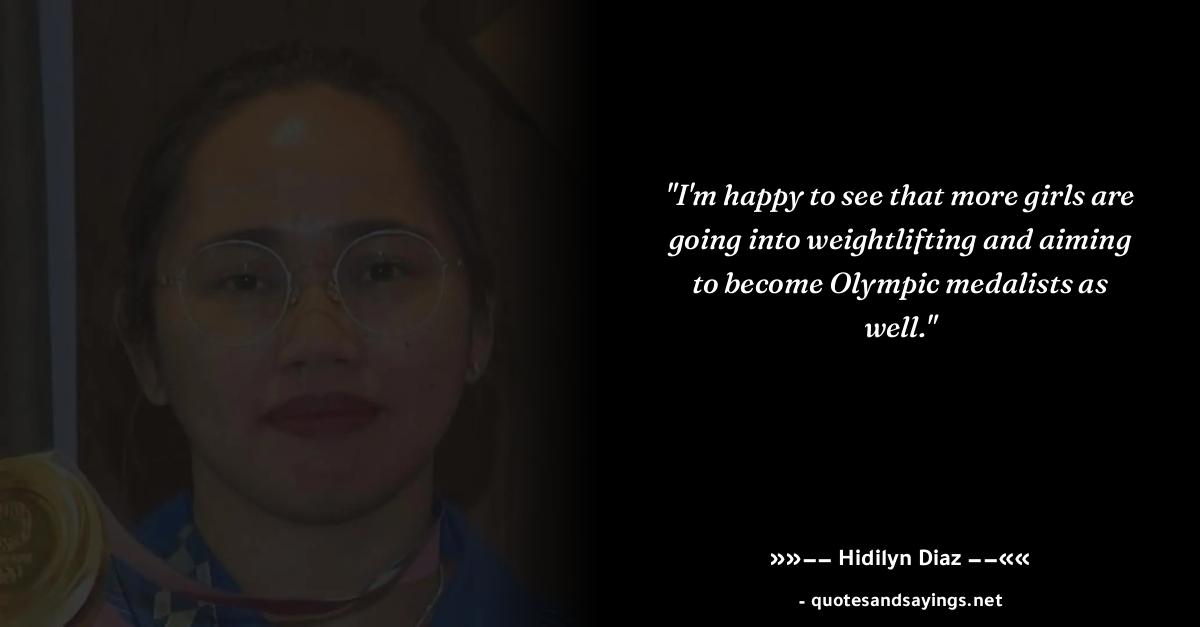 "I'm happy to see that more girls are
going into weightlifting and aiming
to become Olympic medalists as
well."
»»−− Hidilyn Diaz −−««
- quotesandsayings.net